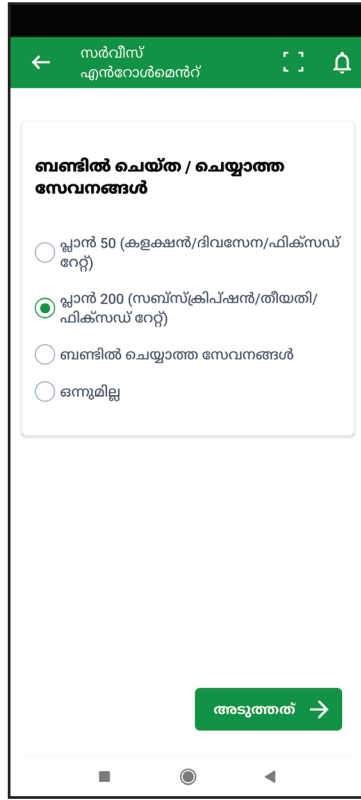 സർവീസ്
എൻറോൾമെൻറ്
ബണ്ടിൽ ചെയ്ത / ചെയ്യാത്ത
സേവനങ്ങൾ
പ്ലാൻ 50 (കളക്ഷൻ/ദിവസേന/ഫിക്സഡ്
റേറ്റ്)
പ്ലാൻ 200 (സബ്സ്ക്രിപ്ഷൻ/തീയതി/
ഫിക്സഡ് റേറ്റ്)
ബണ്ടിൽ ചെയ്യാത്ത സേവനങ്ങൾ
ഒന്നുമില്ല
അടുത്തത്